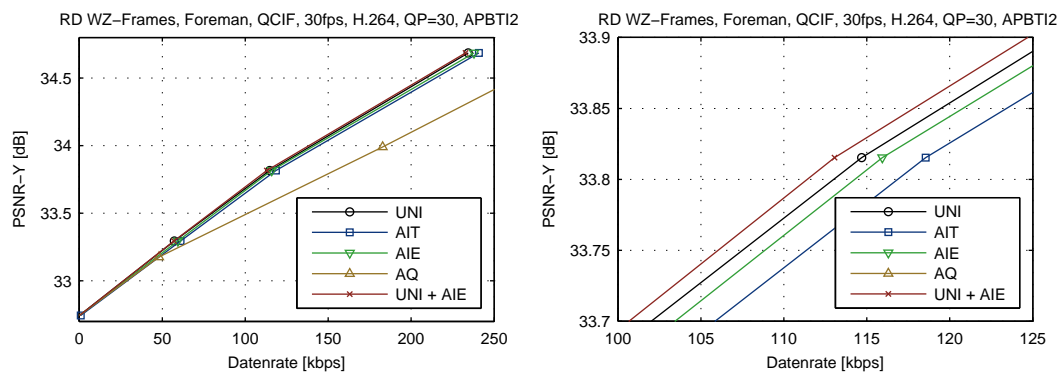 RD WZ−Frames, Foreman, QCIF, 30fps, H.264, QP=30, APBTI2
PSNR−Y [dB]
34.5
34
33.5
33
0
50
100
150
200
250
Datenrate [kbps]
UNI
AIT
AIE
AQ
UNI + AIE
RD WZ−Frames, Foreman, QCIF, 30fps, H.264, QP=30, APBTI2
PSNR−Y [dB]
33.9
33.85
33.8
33.75
33.7
100
105
110
115
120
125
Datenrate [kbps]
UNI
AIT
AIE
AQ
UNI + AIE